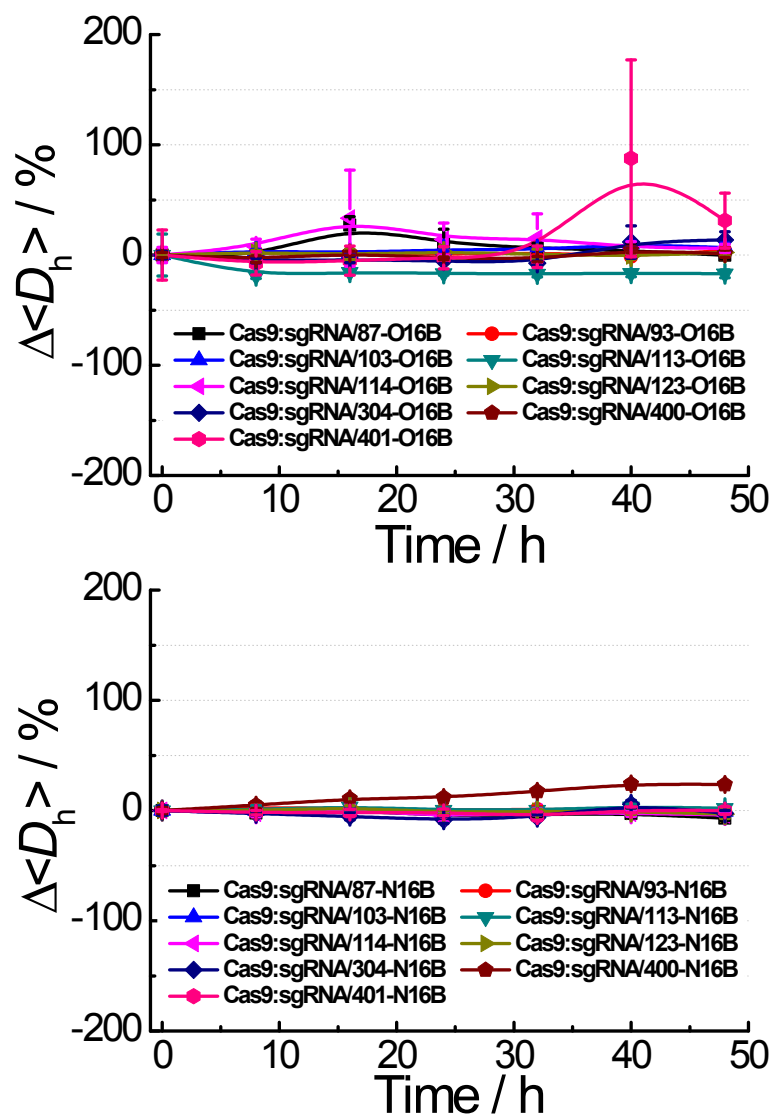 200
100
0
-100
-200
Δ<Dh> / %
Cas9:sgRNA/87-O16B Cas9:sgRNA/93-O16B
Cas9:sgRNA/103-O16B Cas9:sgRNA/113-O16B
Cas9:sgRNA/114-O16B Cas9:sgRNA/123-O16B
Cas9:sgRNA/304-O16B Cas9:sgRNA/400-O16B
Cas9:sgRNA/401-O16B
0 10 20 30 40 50
Time / h
200
100
0
-100
-200
Δ<Dh> / %
Cas9:sgRNA/87-N16B Cas9:sgRNA/93-N16B
Cas9:sgRNA/103-N16B Cas9:sgRNA/113-N16B
Cas9:sgRNA/114-N16B Cas9:sgRNA/123-N16B
Cas9:sgRNA/304-N16B Cas9:sgRNA/400-N16B
Cas9:sgRNA/401-N16B
0 10 20 30 40 50
Time / h